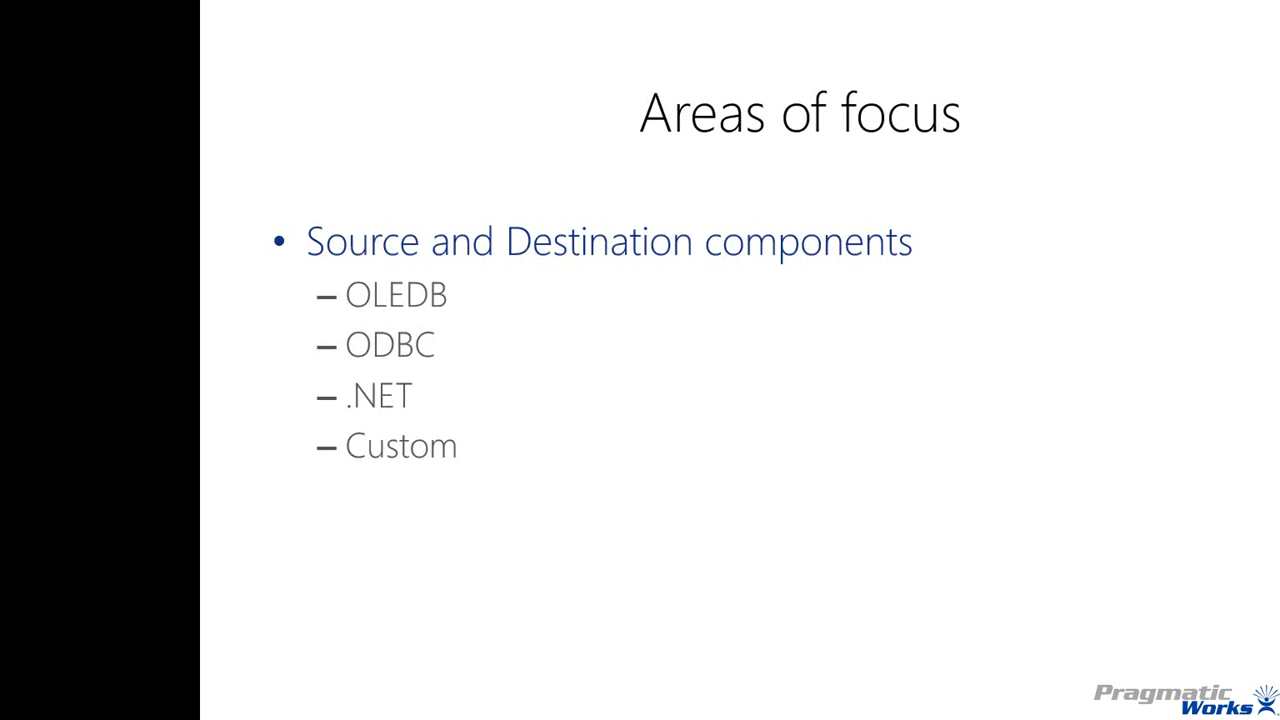 Areas of focus
• Source and Destination components
– OLEDB
– ODBC
– .NET
– Custom
Pragmatic
Works